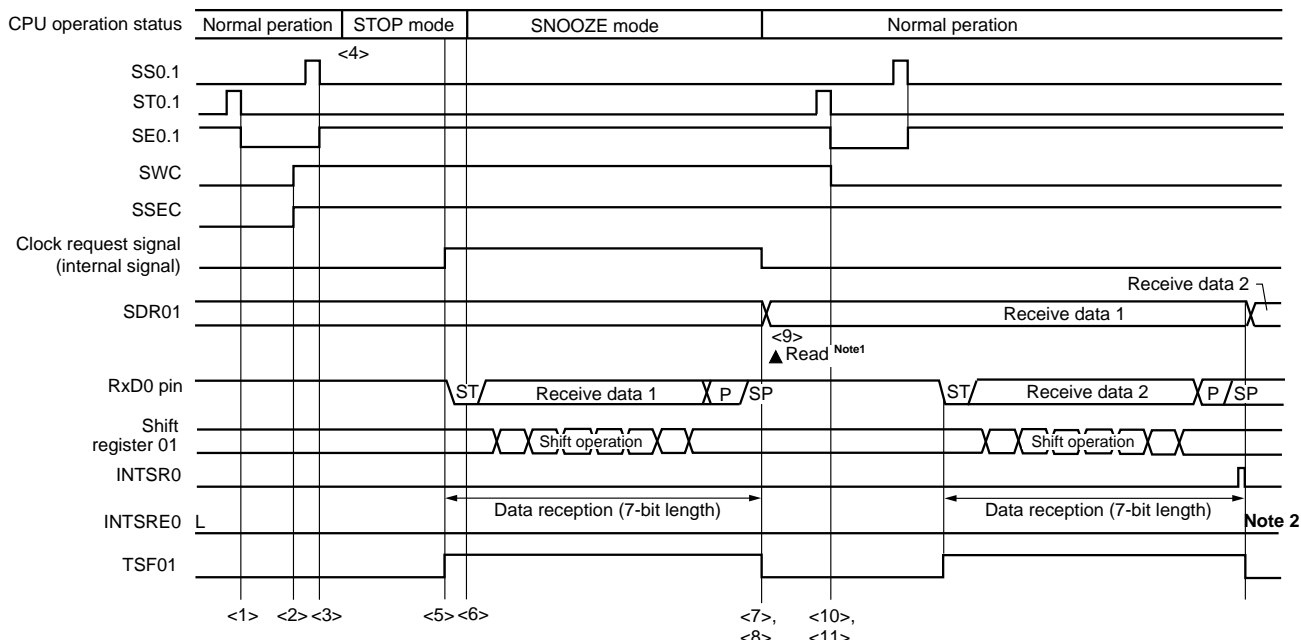 CPU operation status Normal peration STOP mode SNOOZE mode Normal peration
<4>
SS0.1
ST0.1
SE0.1
SWC
SSEC
Clock request signal
(internal signal)
Receive data 2
SDR01 Receive data 1
<9>
▲ Read Note1
RxD0 pin ST Receive data 1 P SP ST Receive data 2 P SP
Shift
register 01 Shift operation Shift operation
INTSR0
Data reception (7-bit length) Data reception (7-bit length)
INTSRE0 L Note 2
TSF01
<1> <2> <3> <5> <6> <7>, <10>,
<8> <11>